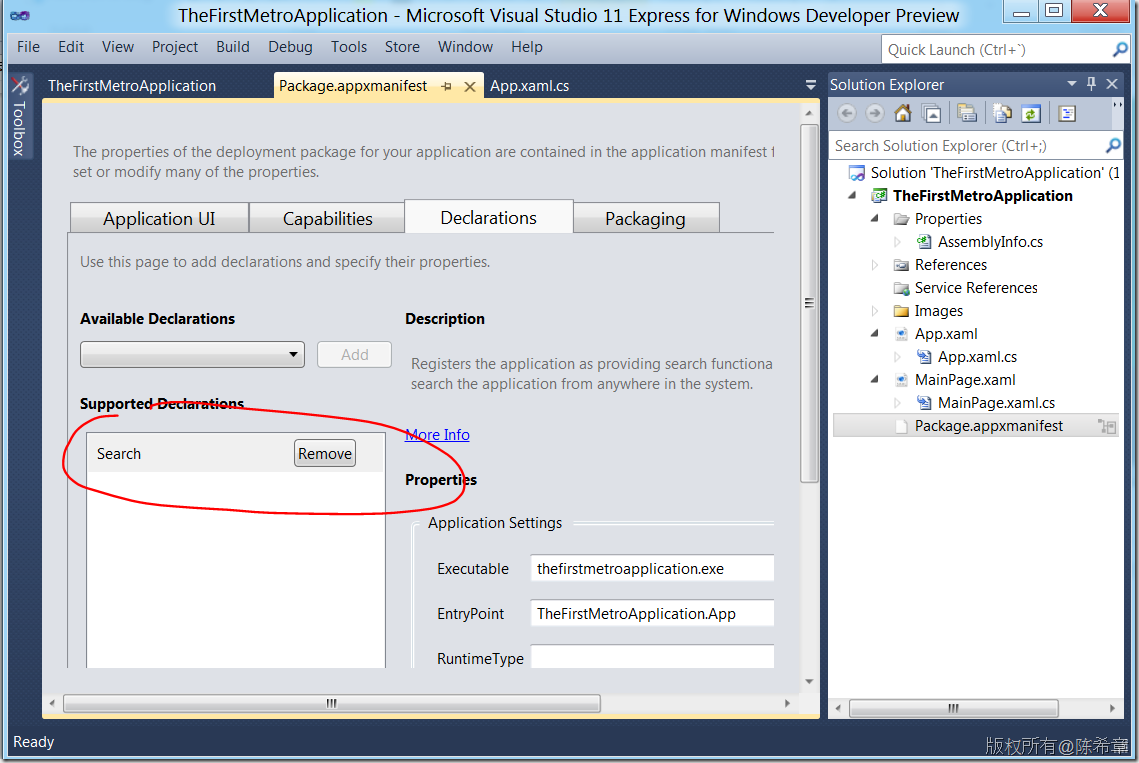 TheFirstMetroApplication - Microsoft Visual Studio 11 Express for Windows Developer Preview
File Edit View Project Build Debug Tools Store Window Help
Quick Launch (Ctrl+`)
Toolbox
TheFirstMetroApplication Package.appxmanifest App.xaml.cs
The properties of the deployment package for your application are contained in the application manifest f
set or modify many of the properties.
Application UI Capabilities Declarations Packaging
Use this page to add declarations and specify their properties.
Available Declarations
Add
Supported Declarations
Search Remove
Description
Registers the application as providing search functiona
search the application from anywhere in the system.
More Info
Properties
Application Settings
Executable thefirstmetroapplication.exe
EntryPoint TheFirstMetroApplication.App
RuntimeType
Solution Explorer
Search Solution Explorer (Ctrl+;)
Solution 'TheFirstMetroApplication' (1
TheFirstMetroApplication
Properties
AssemblyInfo.cs
References
Service References
Images
App.xaml
App.xaml.cs
MainPage.xaml
MainPage.xaml.cs
Package.appxmanifest
Ready
版权所有@陈希章